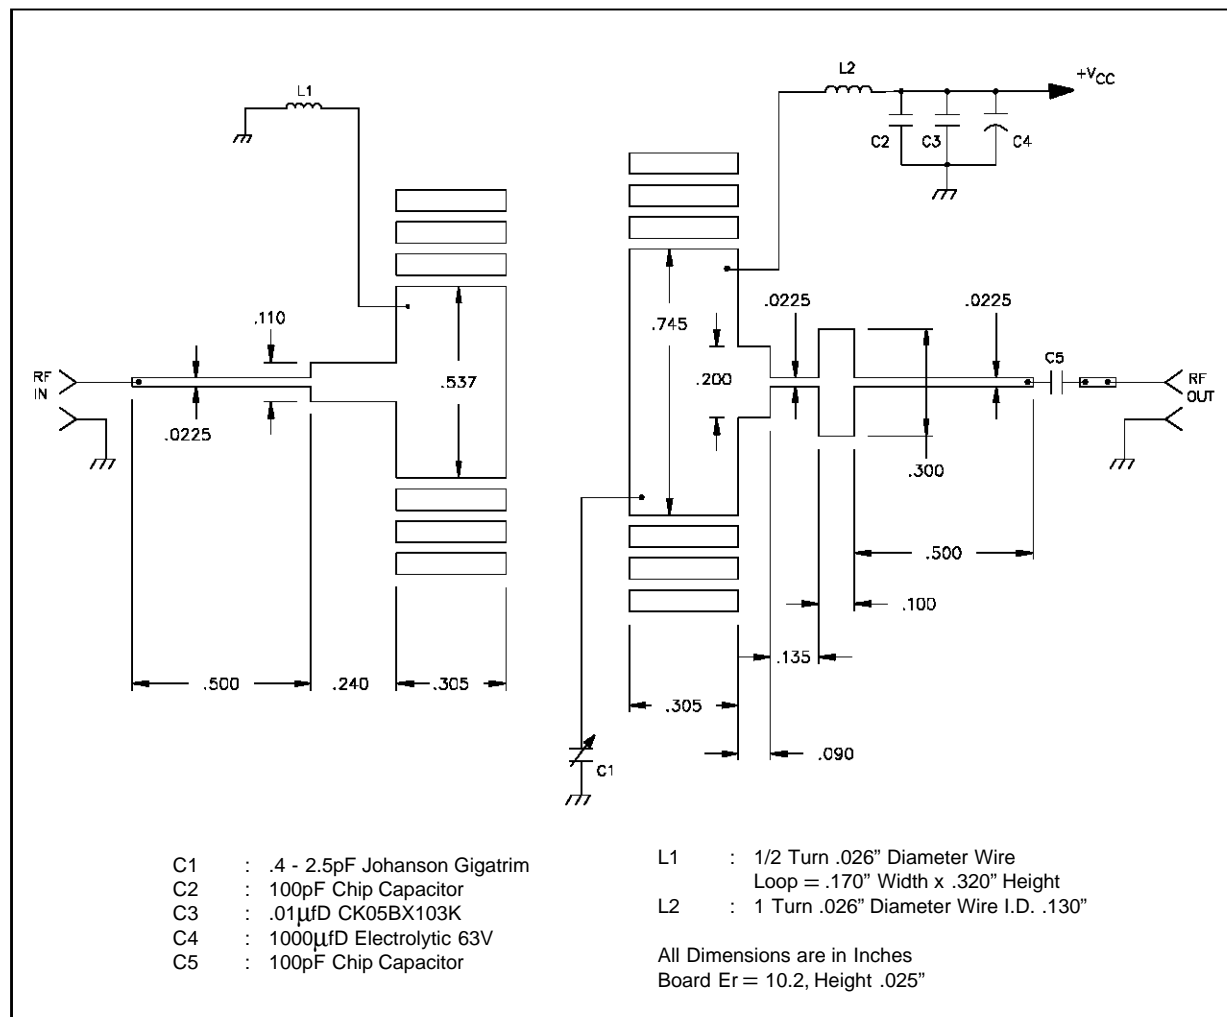 L1
L2
+VCC
C2
C3
C4
.110
.745
.0225
.0225
RF
IN
.537
.200
C5
RF
OUT
.0225
.300
.500
.100
.135
.500
.240
.305
.305
.090
C1
C1 : .4 - 2.5pF Johanson Gigatrim
C2 : 100pF Chip Capacitor
C3 : .01µfD CK05BX103K
C4 : 1000µfD Electrolytic 63V
C5 : 100pF Chip Capacitor
L1 : 1/2 Turn .026” Diameter Wire
Loop = .170” Width x .320” Height
L2 : 1 Turn .026” Diameter Wire I.D. .130”
All Dimensions are in Inches
Board Er = 10.2, Height .025”